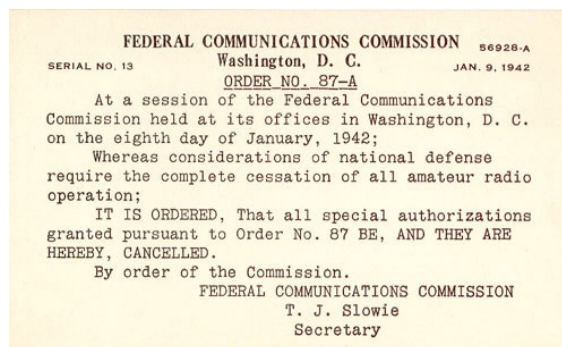 FEDERAL COMMUNICATIONS COMMISSION 56928-A
SERIAL NO. 13 Washington, D. C. JAN. 9, 1942
ORDER NO. 87-A
At a session of the Federal Communications
Commission held at its offices in Washington, D. C.
on the eighth day of January, 1942;
Whereas considerations of national defense
require the complete cessation of all amateur radio
operation;
IT IS ORDERED, That all special authorizations
granted pursuant to Order No. 87 BE, AND THEY ARE
HEREBY, CANCELLED.
By order of the Commission.
FEDERAL COMMUNICATIONS COMMISSION
T. J. Slowie
Secretary